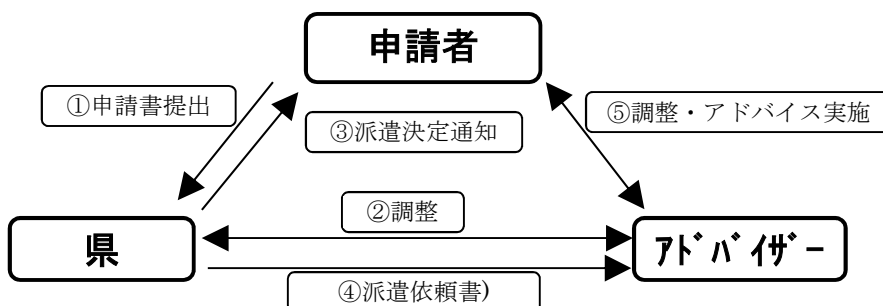 申請者
①申請書提出
③派遣決定通知
⑤調整・アドバイス実施
②調整
県
ｱﾄﾞﾊﾞｲｻﾞｰ
④派遣依頼書)